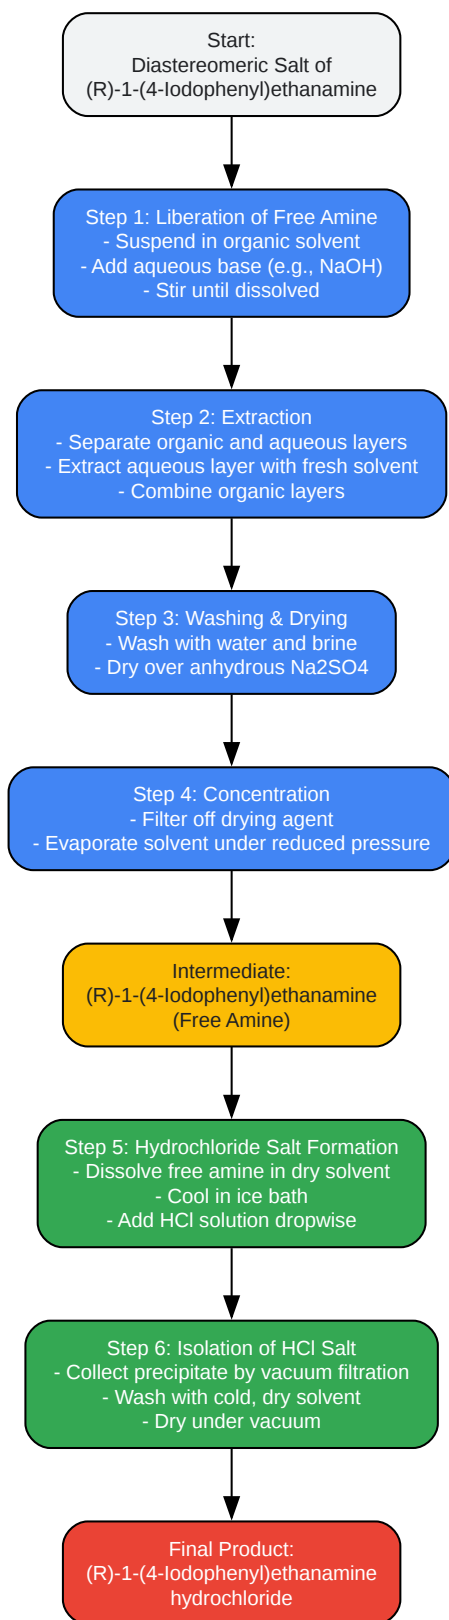 Start:
Diastereomeric Salt of
(R)-1-(4-Iodophenyl)ethanamine
Step 1: Liberation of Free Amine
- Suspend in organic solvent
- Add aqueous base (e.g., NaOH)
- Stir until dissolved
Step 2: Extraction
- Separate organic and aqueous layers
- Extract aqueous layer with fresh solvent
- Combine organic layers
Step 3: Washing & Drying
- Wash with water and brine
- Dry over anhydrous Na2SO4
Step 4: Concentration
- Filter off drying agent
- Evaporate solvent under reduced pressure
Intermediate:
(R)-1-(4-Iodophenyl)ethanamine
(Free Amine)
Step 5: Hydrochloride Salt Formation
- Dissolve free amine in dry solvent
- Cool in ice bath
- Add HCl solution dropwise
Step 6: Isolation of HCl Salt
- Collect precipitate by vacuum filtration
- Wash with cold, dry solvent
- Dry under vacuum
Final Product:
(R)-1-(4-Iodophenyl)ethanamine
hydrochloride